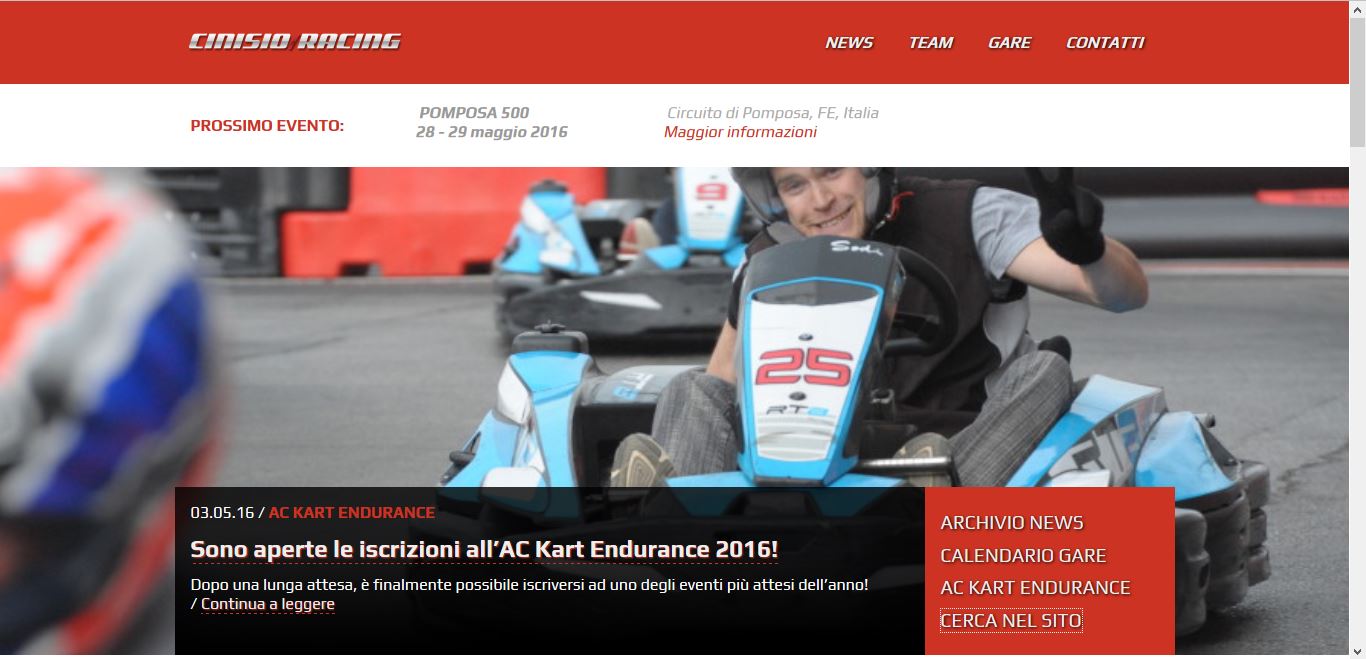 CINISIO/RACING
NEWS TEAM GARE CONTATTI
PROSSIMO EVENTO:
POMPOSA 500
28 - 29 maggio 2016
Circuito di Pomposa, FE, Italia
Maggior informazioni
9
Sodi
25
RT8
03.05.16 / AC KART ENDURANCE
Sono aperte le iscrizioni all’AC Kart Endurance 2016!
Dopo una lunga attesa, è finalmente possibile iscriversi ad uno degli eventi più attesi dell’anno!
/ Continua a leggere
ARCHIVIO NEWS
CALENDARIO GARE
AC KART ENDURANCE
CERCA NEL SITO